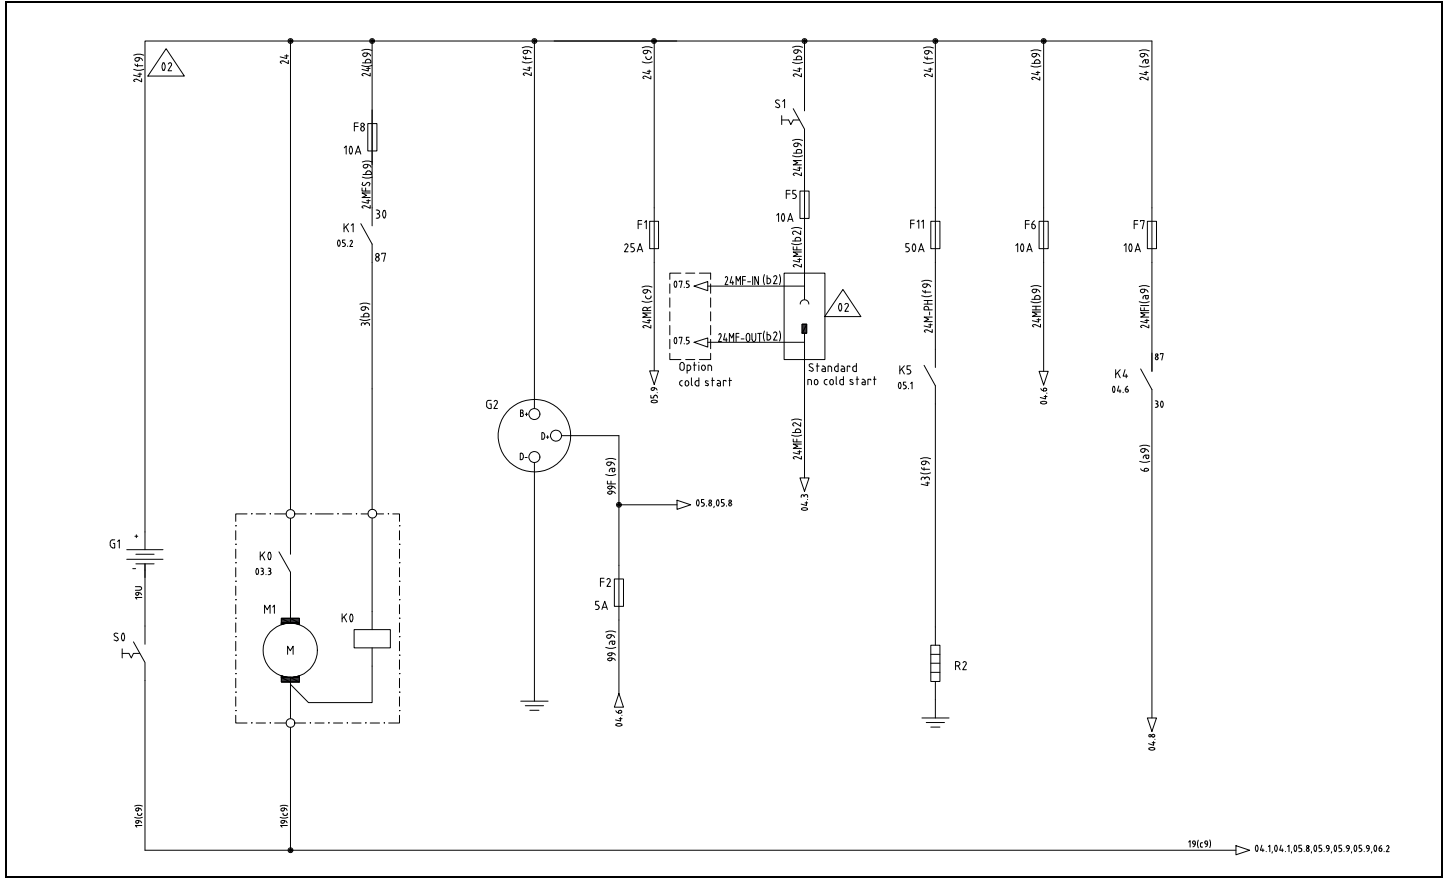 24(f9)
02
24
24(b9)
24 (f9)
24 (c9)
24 (b9)
24 (f9)
24 (b9)
24 (a9)
S1
F8
10A
24M(b9)
24MFS(b9)
30
K1
05.2
87
F5
10A
F1
25A
F11
50A
F6
10A
F7
10A
24MF(b2)
07.5
24MF-IN(b2)
02
24MR(c9)
24M-PH(f9)
24MH(b9)
24MFI(a9)
3(b9)
07.5
24MF-OUT(b2)
Option
cold start
Standard
no cold start
05.9
87
K5
05.1
K4
04.6
30
04.6
G2
B+
D+
D-
24MF(b2)
99F(a9)
43(f9)
6 (a9)
04.3
05.8,05.8
G1
+
-
19U
K0
03.3
F2
5A
M1
K0
M
S0
99(a9)
R2
04.6
04.8
19(c9)
19(c9)
19(c9)
04.1,04.1,05.8,05.9,05.9,05.9,06.2